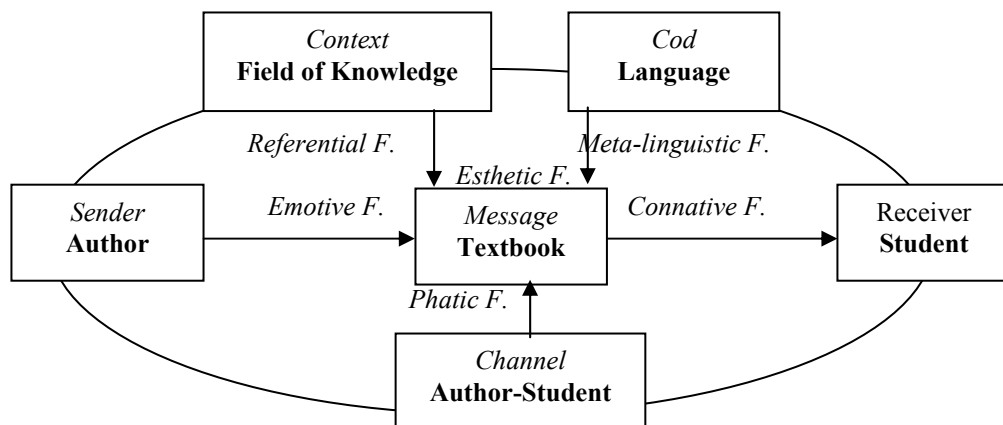 Context
Field of Knowledge
Cod
Language
Referential F.
Meta-linguistic F.
Esthetic F.
Sender
Author
Emotive F.
Message
Textbook
Connative F.
Receiver
Student
Phatic F.
Channel
Author-Student